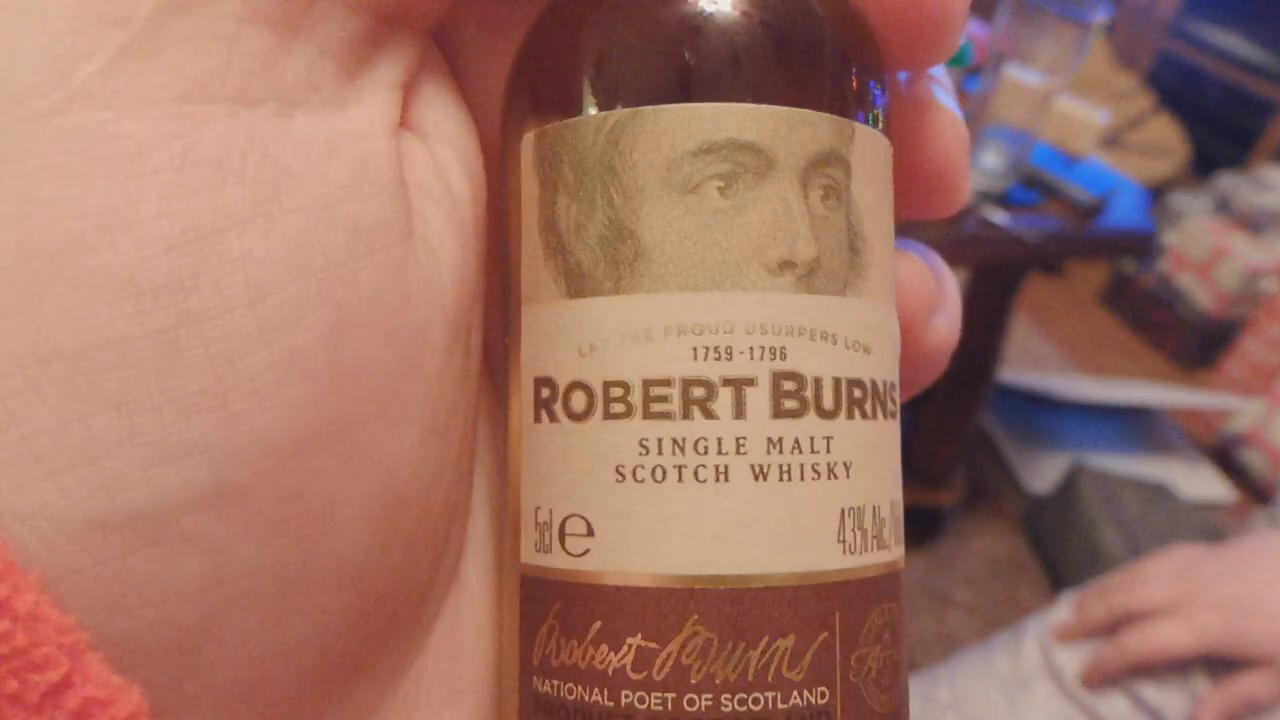 LAY THE PROUD USURPERS LOW
1759-1796
ROBERT BURNS
SINGLE MALT
SCOTCH WHISKY
5cl e
43% Alc./
Robert Burns
NATIONAL POET OF SCOTLAND